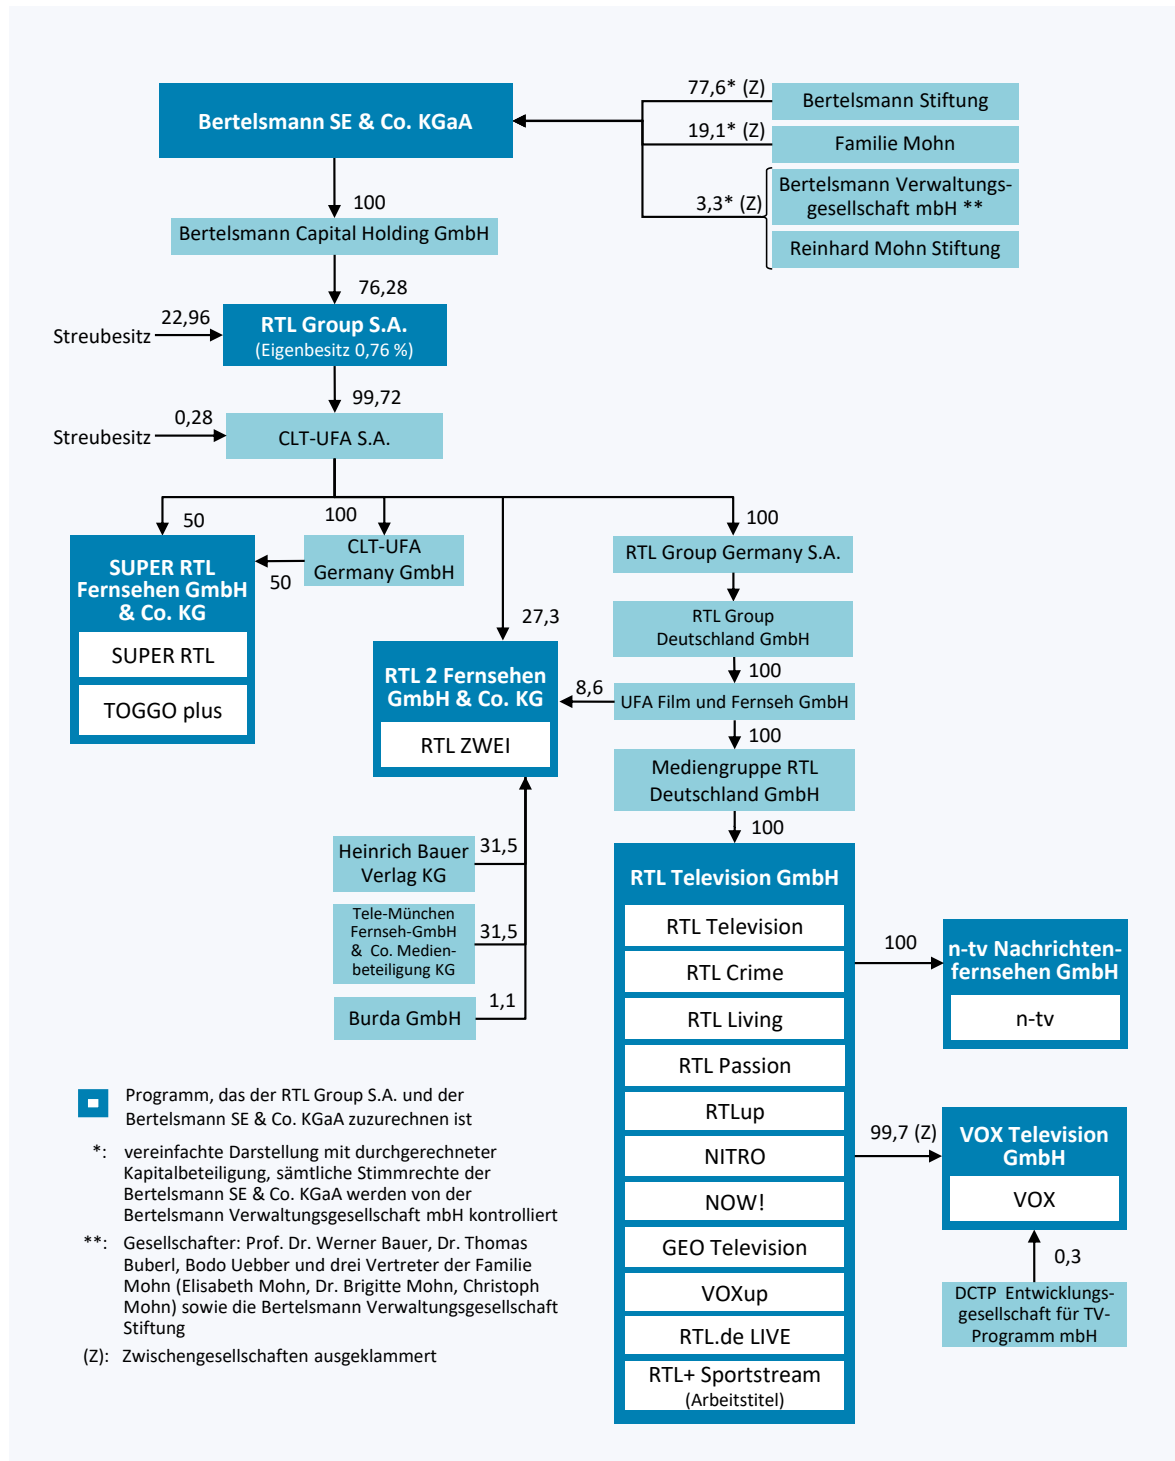 77,6* (Z)
Bertelsmann Stiftung
Bertelsmann SE & Co. KGaA
19,1* (Z)
Familie Mohn
3,3* (Z)
Bertelsmann Verwaltungs-
gesellschaft mbH **
Reinhard Mohn Stiftung
100
Bertelsmann Capital Holding GmbH
76,28
Streubesitz
22,96
RTL Group S.A.
(Eigenbesitz 0,76 %)
99,72
Streubesitz
0,28
CLT-UFA S.A.
50
100
27,3
100
SUPER RTL
Fernsehen GmbH
& Co. KG
SUPER RTL
TOGGO plus
50
CLT-UFA
Germany GmbH
RTL Group Germany S.A.
RTL Group
Deutschland GmbH
100
RTL 2 Fernsehen
GmbH & Co. KG
RTL ZWEI
8,6
UFA Film und Fernseh GmbH
100
Mediengruppe RTL
Deutschland GmbH
100
Heinrich Bauer
Verlag KG
31,5
Tele-München
Fernseh-GmbH
& Co. Medien-
beteiligung KG
31,5
Burda GmbH
1,1
RTL Television GmbH
RTL Television
RTL Crime
RTL Living
RTL Passion
RTLup
NITRO
NOW!
GEO Television
VOXup
RTL.de LIVE
RTL+ Sportstream
(Arbeitstitel)
100
n-tv Nachrichten-
fernsehen GmbH
n-tv
99,7 (Z)
VOX Television
GmbH
VOX
0,3
DCTP Entwicklungs-
gesellschaft für TV-
Programm mbH
Programm, das der RTL Group S.A. und der
Bertelsmann SE & Co. KGaA zuzurechnen ist
*: vereinfachte Darstellung mit durchgerechneter
Kapitalbeteiligung, sämtliche Stimmrechte der
Bertelsmann SE & Co. KGaA werden von der
Bertelsmann Verwaltungsgesellschaft mbH kontrolliert
**: Gesellschafter: Prof. Dr. Werner Bauer, Dr. Thomas
Buberl, Bodo Uebber und drei Vertreter der Familie
Mohn (Elisabeth Mohn, Dr. Brigitte Mohn, Christoph
Mohn) sowie die Bertelsmann Verwaltungsgesellschaft
Stiftung
(Z): Zwischengesellschaften ausgeklammert